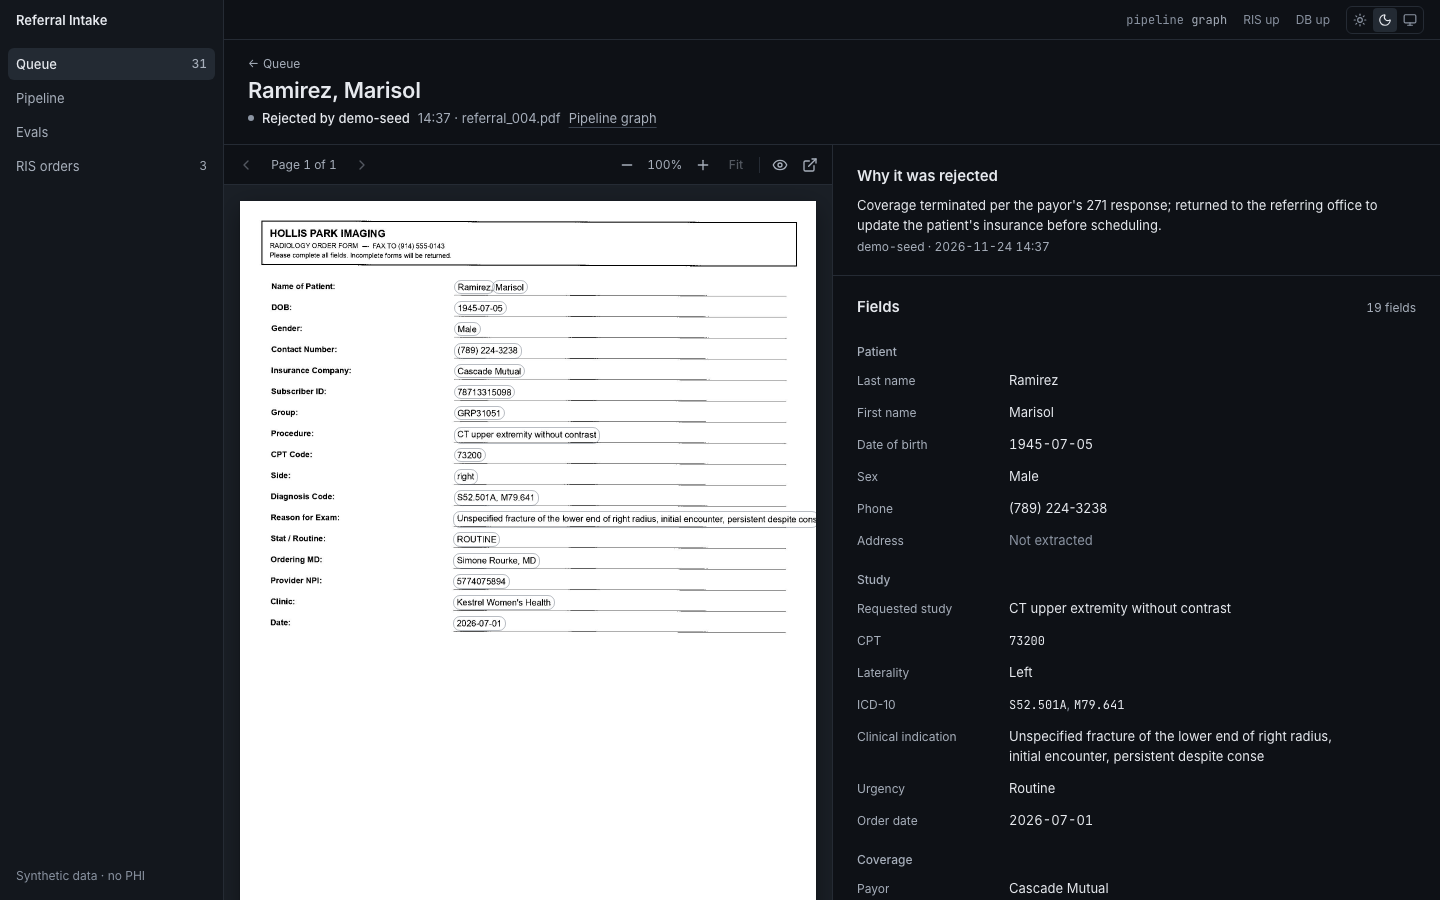 Referral Intake
pipeline graph RIS up DB up
Queue 31
Pipeline
Evals
RIS orders 3
Synthetic data · no PHI
← Queue
Ramirez, Marisol
Rejected by demo-seed 14:37 · referral_004.pdf Pipeline graph
Page 1 of 1 100% Fit
HOLLIS PARK IMAGING
RADIOLOGY ORDER FORM — FAX TO (914) 555-0143
Please complete all fields. Incomplete forms will be returned.
Name of Patient: Ramirez, Marisol
DOB: 1945-07-05
Gender: Male
Contact Number: (789) 224-3238
Insurance Company: Cascade Mutual
Subscriber ID: 78713315098
Group: GRP31051
Procedure: CT upper extremity without contrast
CPT Code: 73200
Side: right
Diagnosis Code: S52.501A, M79.641
Reason for Exam: Unspecified fracture of the lower end of right radius, initial encounter, persistent despite cons
Stat / Routine: ROUTINE
Ordering MD: Simone Rourke, MD
Provider NPI: 5774075894
Clinic: Kestrel Women's Health
Date: 2026-07-01
Why it was rejected
Coverage terminated per the payor's 271 response; returned to the referring office to
update the patient's insurance before scheduling.
demo-seed · 2026-11-24 14:37
Fields 19 fields
Patient
Last name Ramirez
First name Marisol
Date of birth 1945-07-05
Sex Male
Phone (789) 224-3238
Address Not extracted
Study
Requested study CT upper extremity without contrast
CPT 73200
Laterality Left
ICD-10 S52.501A, M79.641
Clinical indication Unspecified fracture of the lower end of right radius,
initial encounter, persistent despite conse
Urgency Routine
Order date 2026-07-01
Coverage
Payor Cascade Mutual